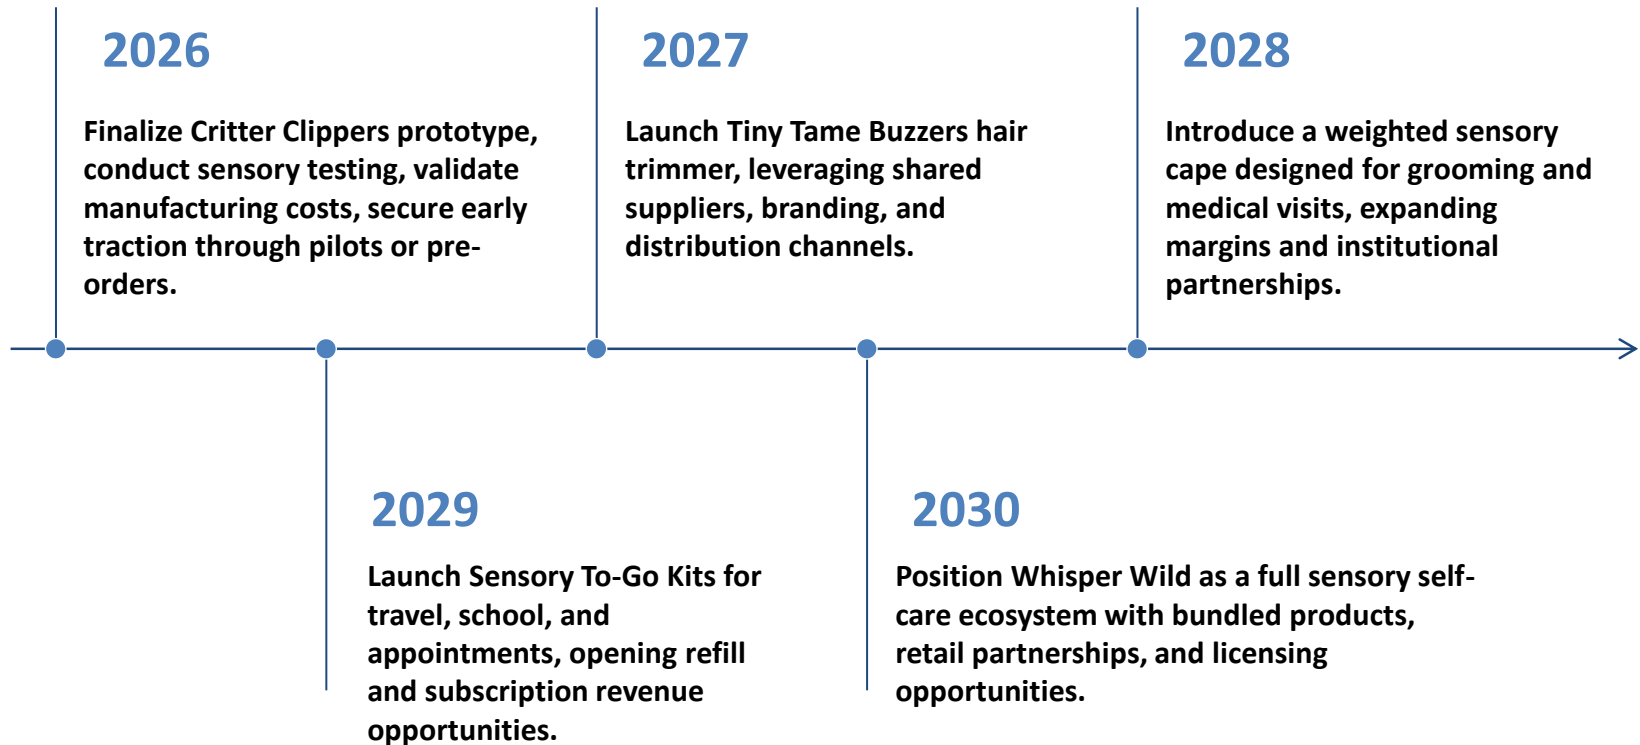 2026
Finalize Critter Clippers prototype,
conduct sensory testing, validate
manufacturing costs, secure early
traction through pilots or pre-
orders.
2027
Launch Tiny Tame Buzzers hair
trimmer, leveraging shared
suppliers, branding, and
distribution channels.
2028
Introduce a weighted sensory
cape designed for grooming and
medical visits, expanding
margins and institutional
partnerships.
2029
Launch Sensory To-Go Kits for
travel, school, and
appointments, opening refill
and subscription revenue
opportunities.
2030
Position Whisper Wild as a full sensory self-
care ecosystem with bundled products,
retail partnerships, and licensing
opportunities.